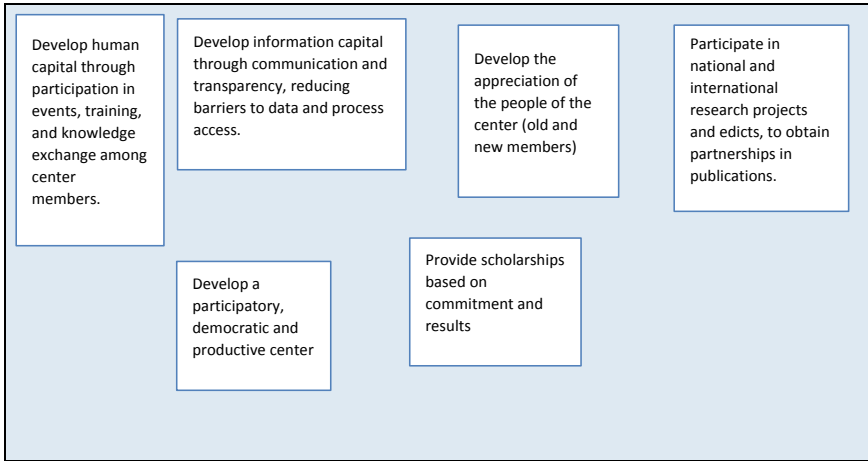 Develop human
capital through
participation in
events, training,
and knowledge
exchange among
center
members.
Develop information capital
through communication and
transparency, reducing
barriers to data and process
access.
Develop the
appreciation of
the people of the
center (old and
new members)
Participate in
national and
international
research projects
and edicts, to obtain
partnerships in
publications.
Develop a
participatory,
democratic and
productive center
Provide scholarships
based on
commitment and
results